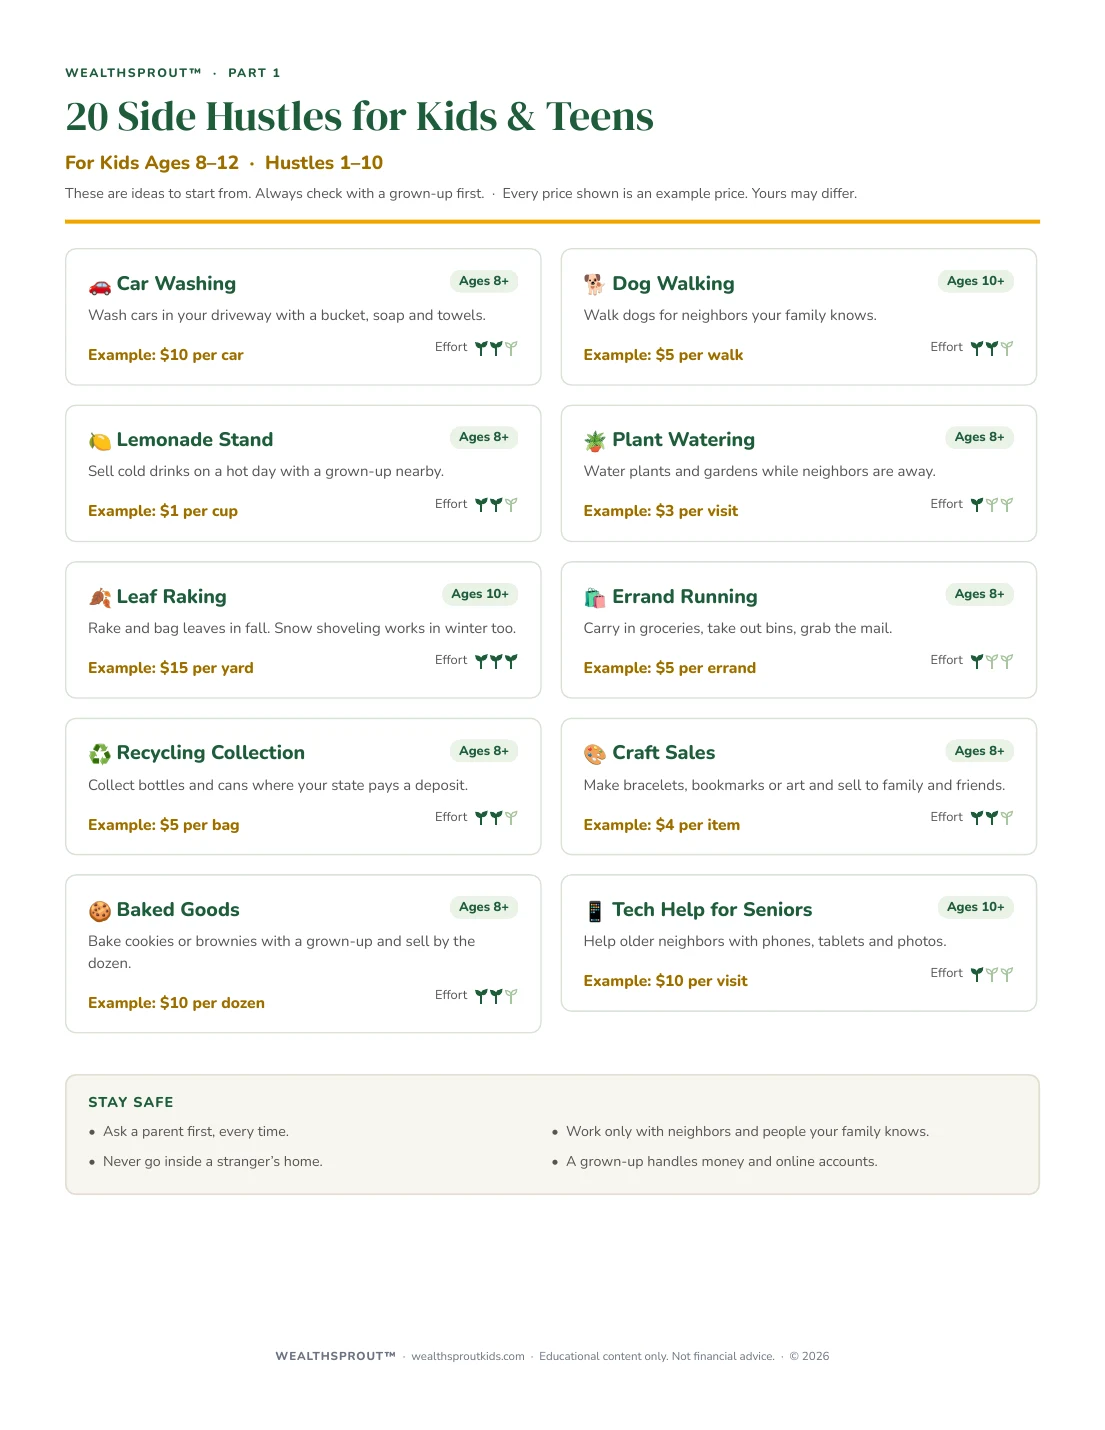 WEALTHSPROUT™ · PART 1
20 Side Hustles for Kids & Teens
For Kids Ages 8–12 · Hustles 1–10
These are ideas to start from. Always check with a grown-up first. · Every price shown is an example price. Yours may differ.
Car Washing
Ages 8+
Wash cars in your driveway with a bucket, soap and towels.
Example: $10 per car
Effort
Dog Walking
Ages 10+
Walk dogs for neighbors your family knows.
Example: $5 per walk
Effort
Lemonade Stand
Ages 8+
Sell cold drinks on a hot day with a grown-up nearby.
Example: $1 per cup
Effort
Plant Watering
Ages 8+
Water plants and gardens while neighbors are away.
Example: $3 per visit
Effort
Leaf Raking
Ages 10+
Rake and bag leaves in fall. Snow shoveling works in winter too.
Example: $15 per yard
Effort
Errand Running
Ages 8+
Carry in groceries, take out bins, grab the mail.
Example: $5 per errand
Effort
Recycling Collection
Ages 8+
Collect bottles and cans where your state pays a deposit.
Example: $5 per bag
Effort
Craft Sales
Ages 8+
Make bracelets, bookmarks or art and sell to family and friends.
Example: $4 per item
Effort
Baked Goods
Ages 8+
Bake cookies or brownies with a grown-up and sell by the
dozen.
Example: $10 per dozen
Effort
Tech Help for Seniors
Ages 10+
Help older neighbors with phones, tablets and photos.
Example: $10 per visit
Effort
STAY SAFE
• Ask a parent first, every time.
• Work only with neighbors and people your family knows.
• Never go inside a stranger’s home.
• A grown-up handles money and online accounts.
WEALTHSPROUT™ · wealthsproutkids.com · Educational content only. Not financial advice. · © 2026